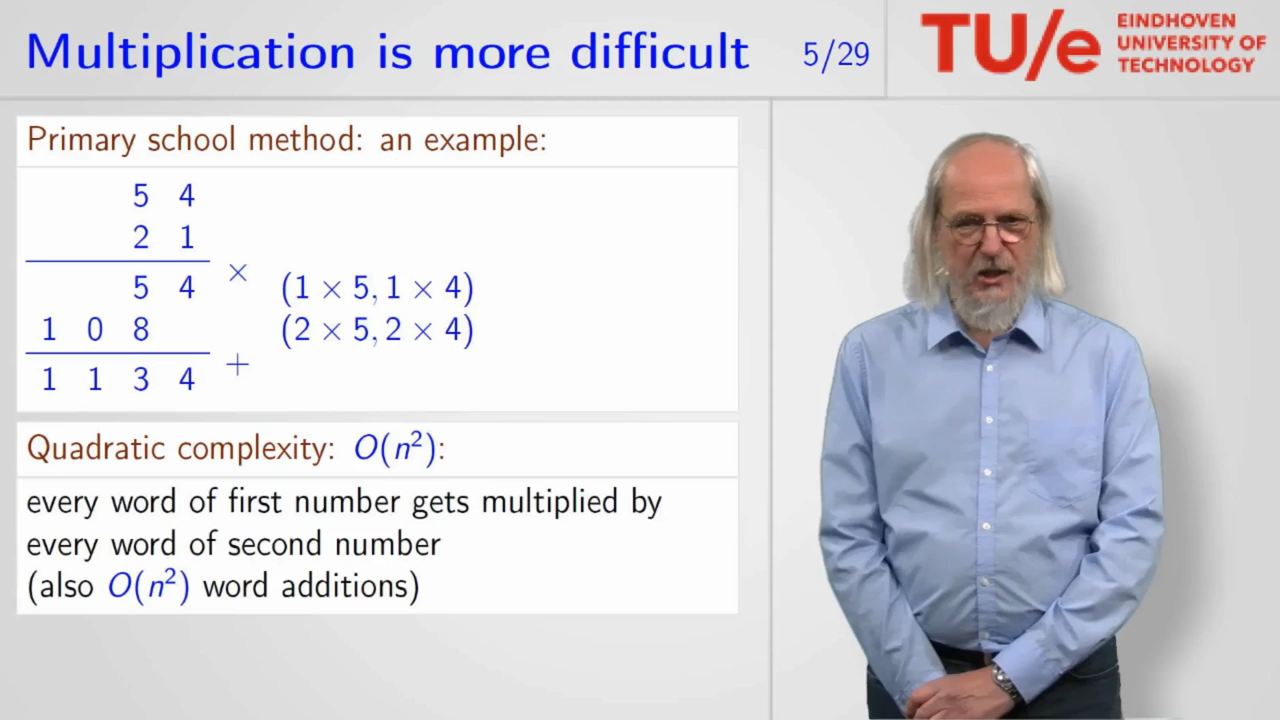 Multiplication is more difficult 5/29
TU/e EINDHOVEN
UNIVERSITY OF
TECHNOLOGY
Primary school method: an example:
5 4
2 1
×
5 4 (1 × 5, 1 × 4)
1 0 8 (2 × 5, 2 × 4)
+
1 1 3 4
Quadratic complexity: O(n²):
every word of first number gets multiplied by
every word of second number
(also O(n²) word additions)